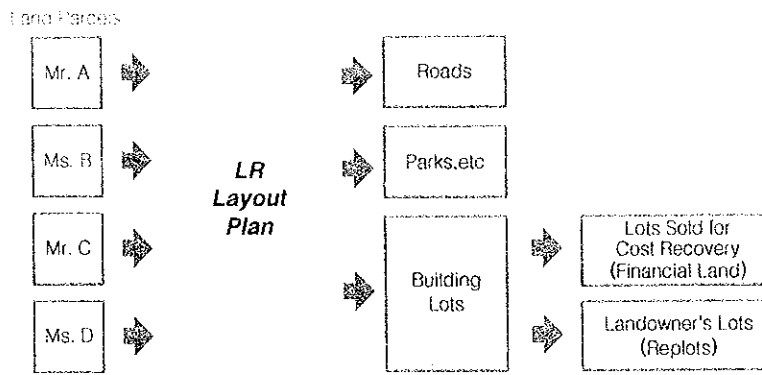 Land Parcels
Mr. A
Roads
Ms. B
Parks, etc
LR
Layout
Plan
Mr. C
Building
Lots
Lots Sold for
Cost Recovery
(Financial Land)
Ms. D
Landowner's Lots
(Replots)